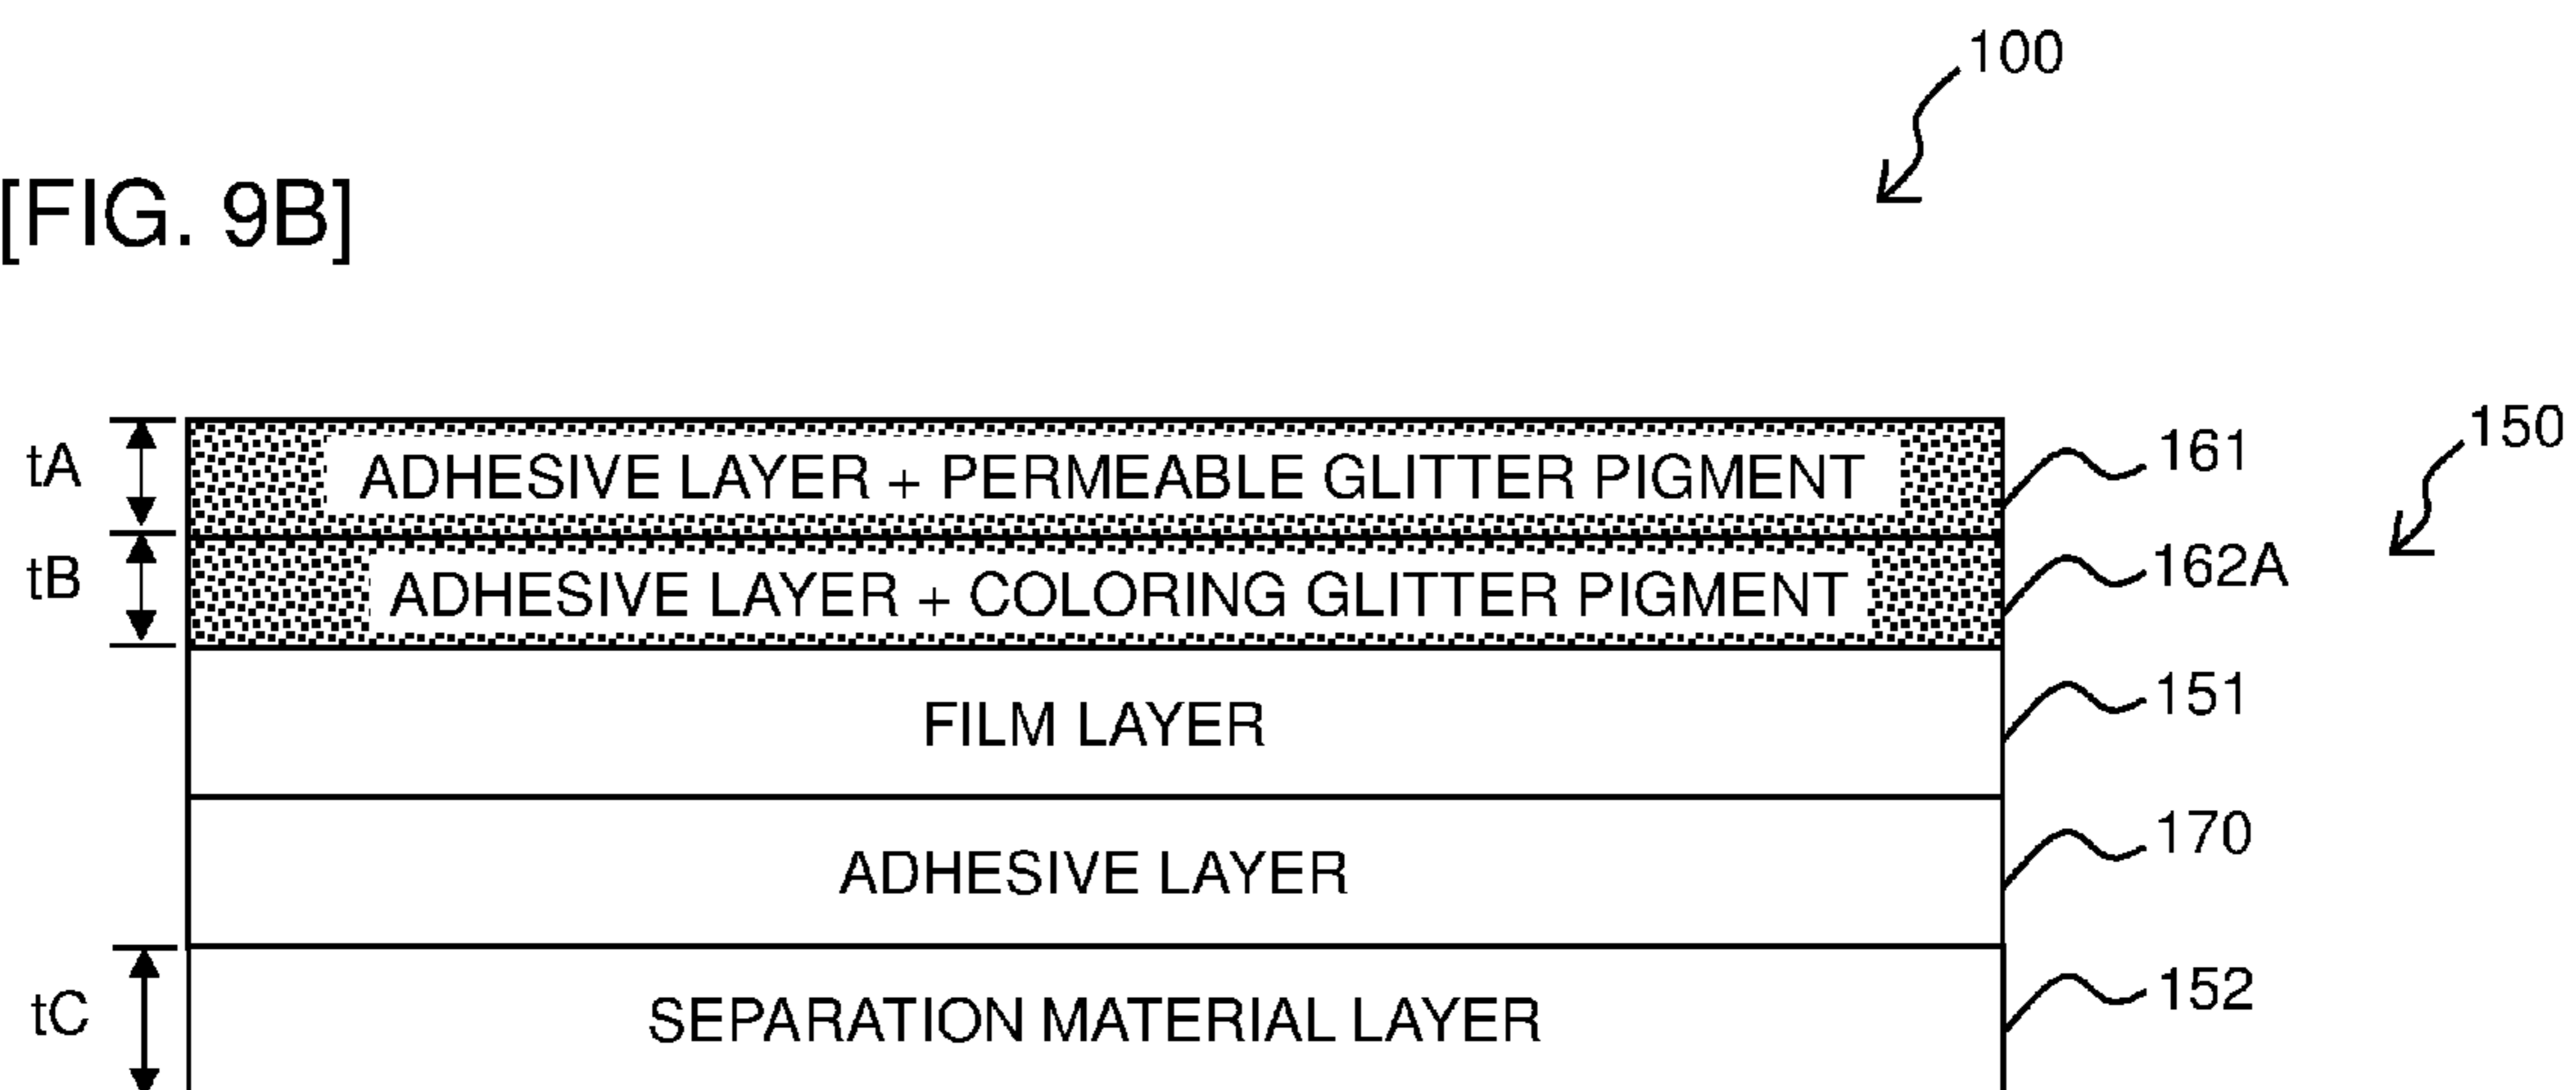 100
[FIG. 9B]
150
tA
ADHESIVE LAYER + PERMEABLE GLITTER PIGMENT
161
tB
ADHESIVE LAYER + COLORING GLITTER PIGMENT
162A
FILM LAYER
151
ADHESIVE LAYER
170
tC
SEPARATION MATERIAL LAYER
152